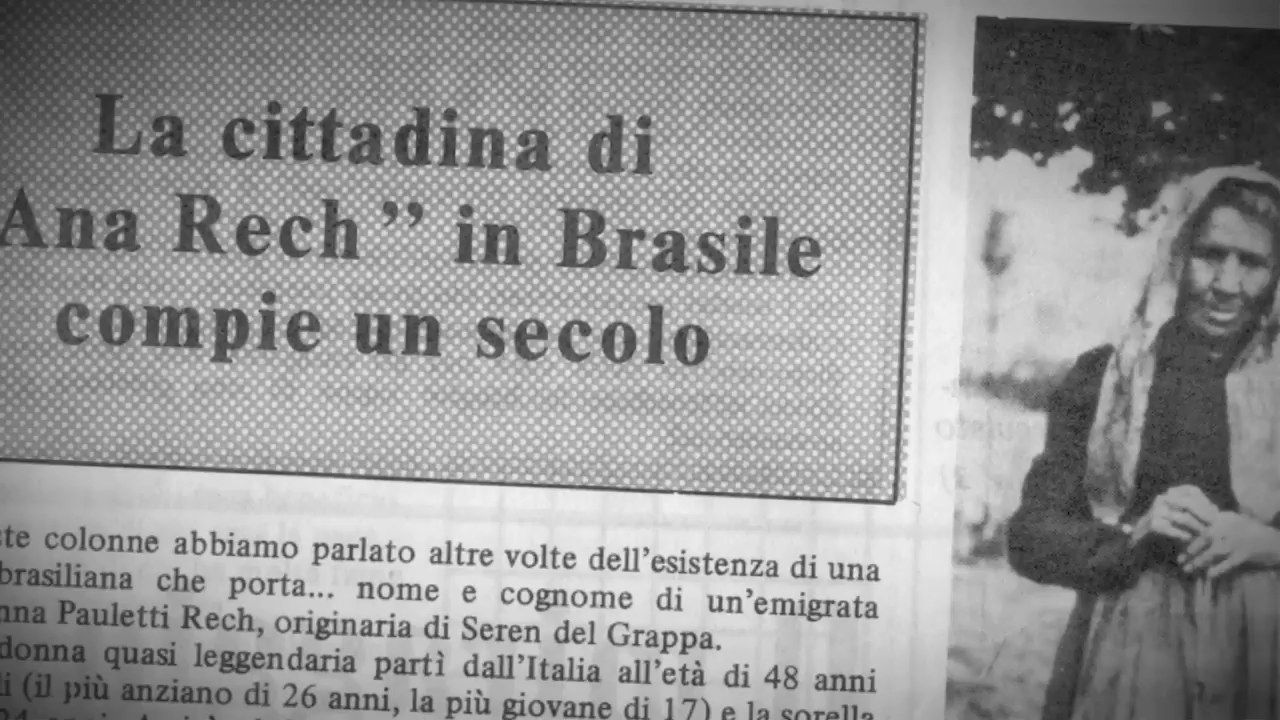 La cittadina di
Ana Rech” in Brasile
compie un secolo
colonne abbiamo parlato altre volte dell'esistenza di una
brasiliana che porta... nome e cognome di un'emigrata
Pauletti Rech, originaria di Seren del Grappa.
donna quasi leggendaria partì dall'Italia all'età di 48 anni
(il più anziano di 26 anni, la più giovane di 17) e la sorella